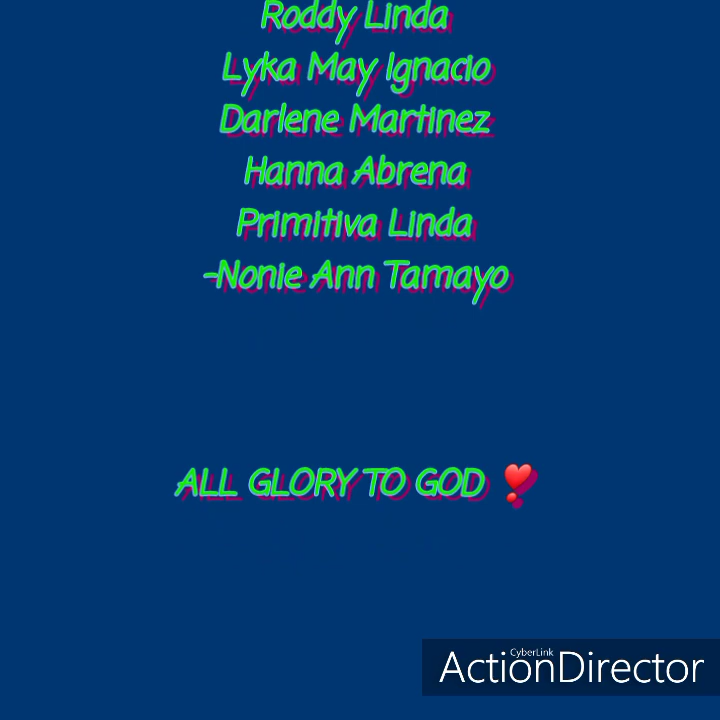 Roddy Linda
Lyka May Ignacio
Darlene Martinez
Hanna Abrena
Primitiva Linda
-Nonie Ann Tamayo
ALL GLORY TO GOD ❣️
CyberLink
ActionDirector